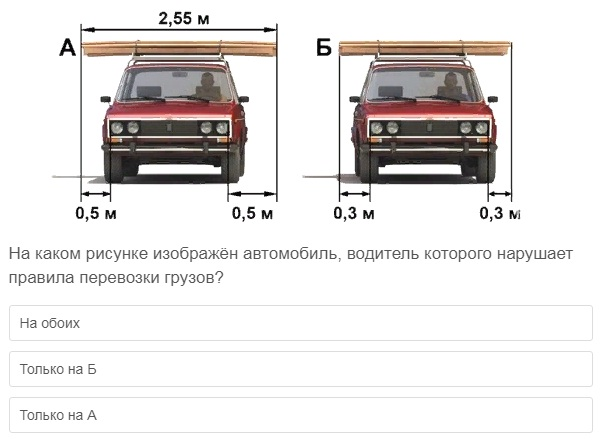 2,55 м
А
Б
0,5 м
0,5 м
0,3 м
0,3 м
На каком рисунке изображён автомобиль, водитель которого нарушает
правила перевозки грузов?
На обоих
Только на Б
Только на А